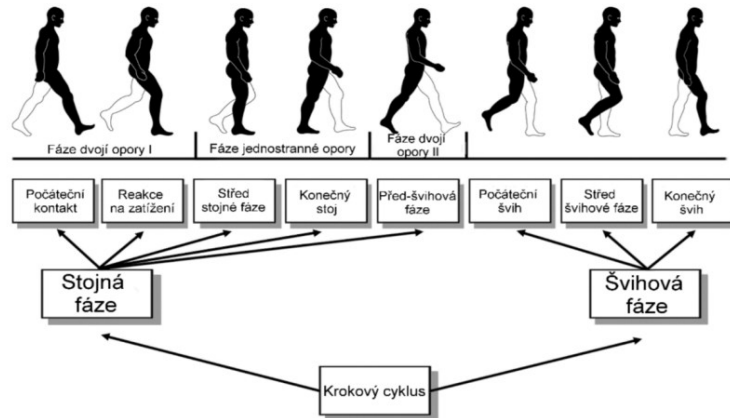 Fáze dvojí opory I
Fáze jednostranné opory
Fáze dvojí
opory II
Počáteční
kontakt
Reakce
na zatížení
Střed
stojné fáze
Konečný
stoj
Před-švihová
fáze
Počáteční
švih
Střed
švihové fáze
Konečný
švih
Stojná
fáze
Švihová
fáze
Krokový cyklus